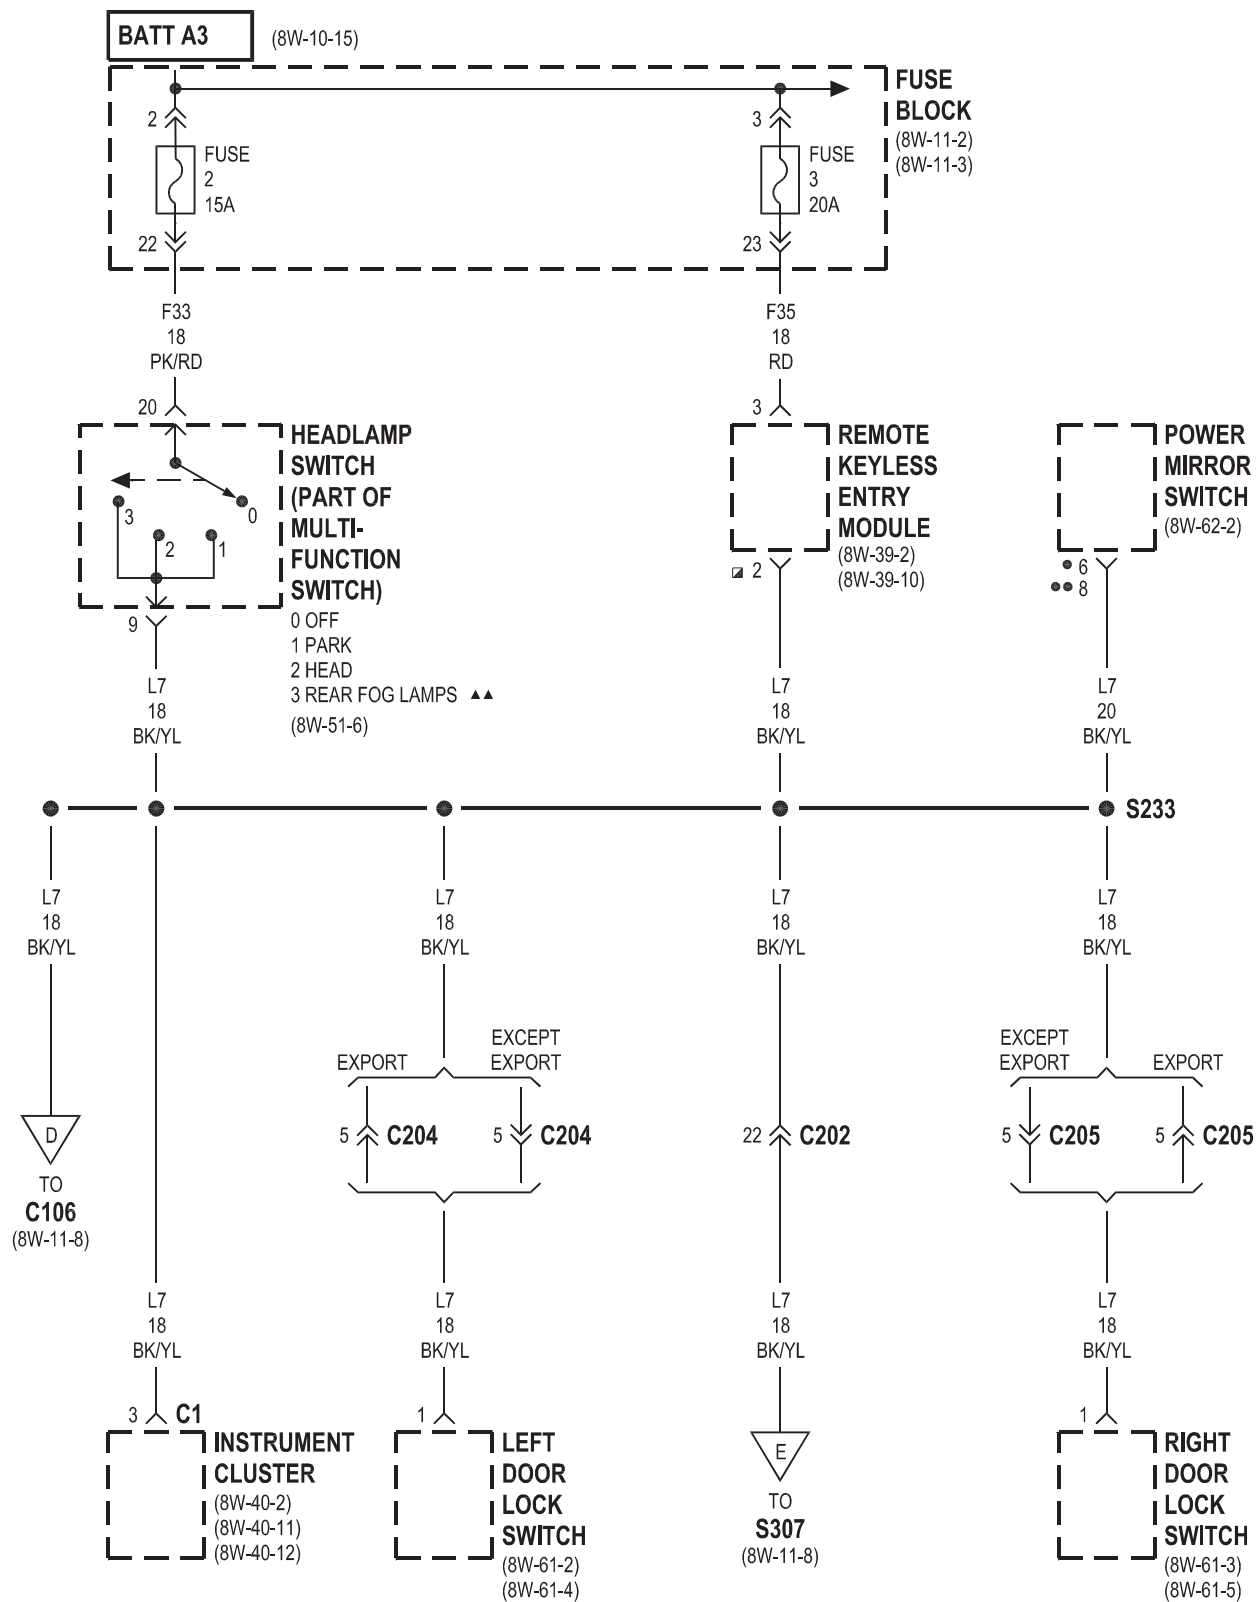 BATT A3
(8W-10-15)
FUSE
BLOCK
(8W-11-2)
(8W-11-3)
2
FUSE
2
15A
22
3
FUSE
3
20A
23
F33
18
PK/RD
F35
18
RD
20
HEADLAMP
SWITCH
(PART OF
MULTI-
FUNCTION
SWITCH)
0 OFF
1 PARK
2 HEAD
3 REAR FOG LAMPS ▲▲
(8W-51-6)
3
2
1
0
9
3
REMOTE
KEYLESS
ENTRY
MODULE
(8W-39-2)
(8W-39-10)
2
POWER
MIRROR
SWITCH
(8W-62-2)
● 6
●● 8
L7
18
BK/YL
L7
18
BK/YL
L7
20
BK/YL
S233
L7
18
BK/YL
L7
18
BK/YL
L7
18
BK/YL
L7
18
BK/YL
EXPORT
EXCEPT
EXPORT
EXCEPT
EXPORT
EXPORT
D
TO
C106
(8W-11-8)
5 C204
5 C204
22 C202
5 C205
5 C205
L7
18
BK/YL
L7
18
BK/YL
L7
18
BK/YL
L7
18
BK/YL
3 C1
INSTRUMENT
CLUSTER
(8W-40-2)
(8W-40-11)
(8W-40-12)
1
LEFT
DOOR
LOCK
SWITCH
(8W-61-2)
(8W-61-4)
E
TO
S307
(8W-11-8)
1
RIGHT
DOOR
LOCK
SWITCH
(8W-61-3)
(8W-61-5)